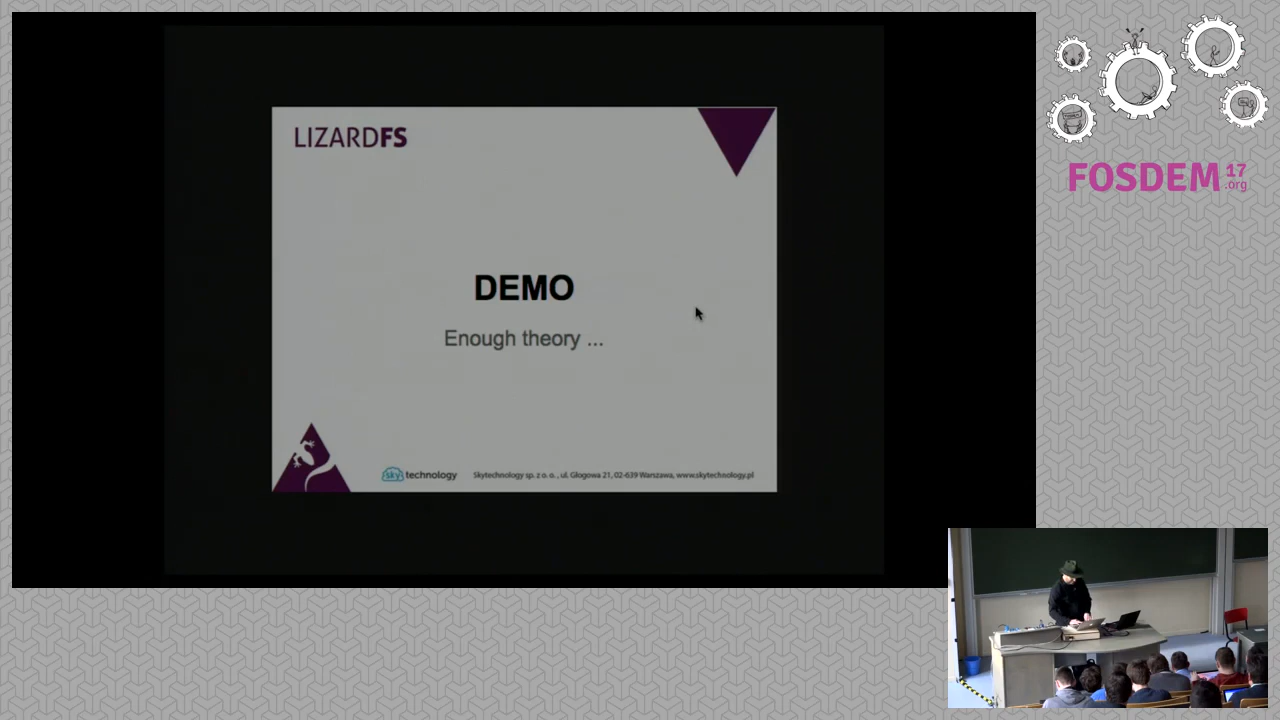 LIZARDFS
DEMO
Enough theory ...
sky technology
Skytechnology sp. z o. o., ul. Głogowa 21, 02-639 Warszawa, www.skytechnology.pl
FOSDEM 17
.org